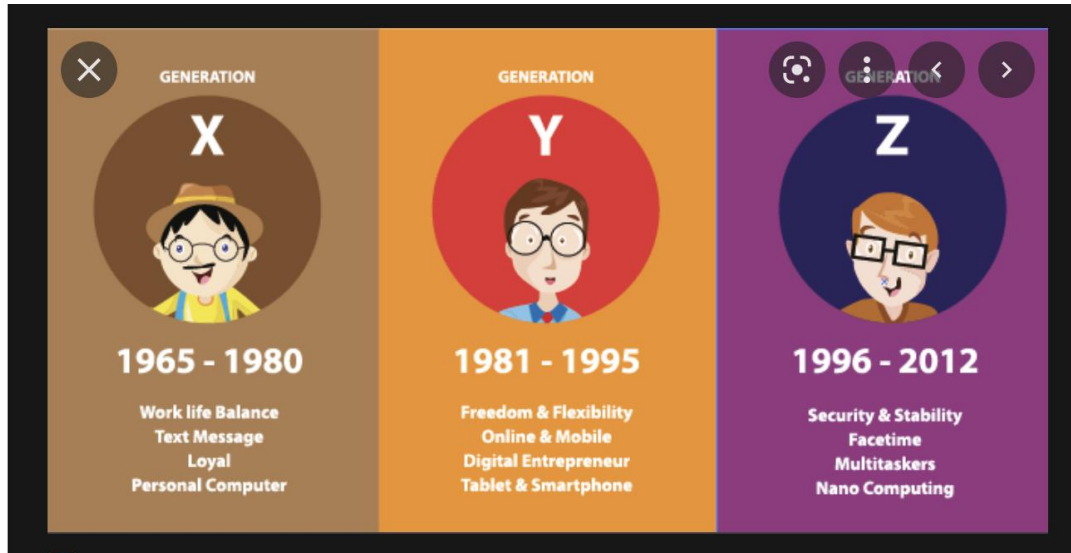 GENERATION
X
1965 - 1980
Work life Balance
Text Message
Loyal
Personal Computer
GENERATION
Y
1981 - 1995
Freedom & Flexibility
Online & Mobile
Digital Entrepreneur
Tablet & Smartphone
GENERATION
Z
1996 - 2012
Security & Stability
Facetime
Multitaskers
Nano Computing